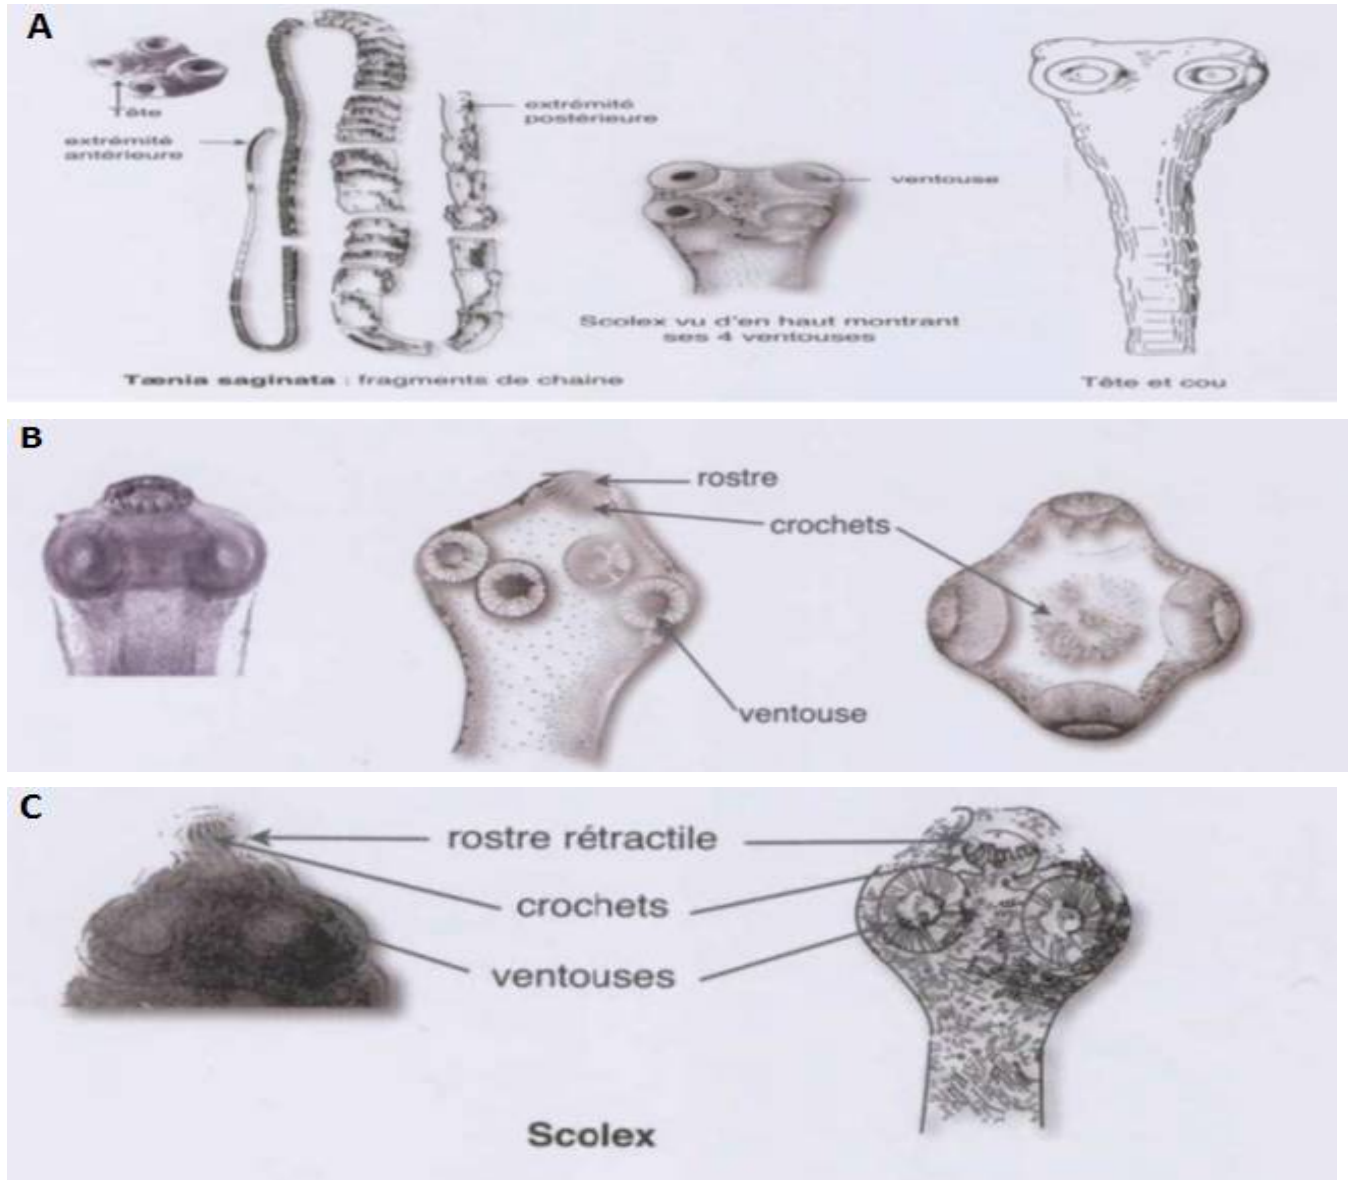 A
Tête
extrémité
antérieure
extrémité
postérieure
ventouse
Scolex vu d'en haut montrant
ses 4 ventouses
Tænia saginata : fragments de chaine
Tête et cou
B
rostre
crochets
ventouse
C
rostre rétractile
crochets
ventouses
Scolex